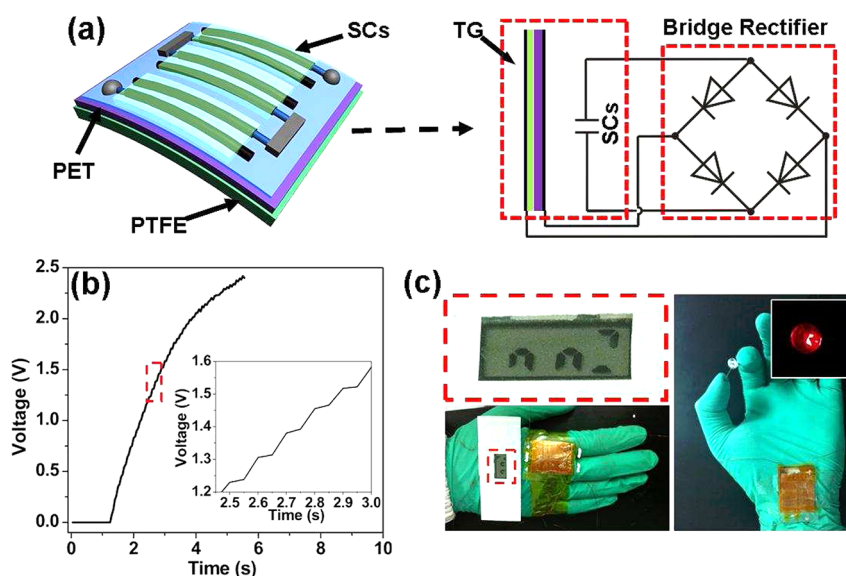 (a)
SCs
PET
PTFE
TG
Bridge Rectifier
SCs
(b)
Voltage (V)
2.5
2.0
1.5
1.0
0.5
0.0
0
2
4
6
8
10
Time (s)
Voltage (V)
1.6
1.5
1.4
1.3
1.2
2.5
2.6
2.7
2.8
2.9
3.0
Time (s)
(c)